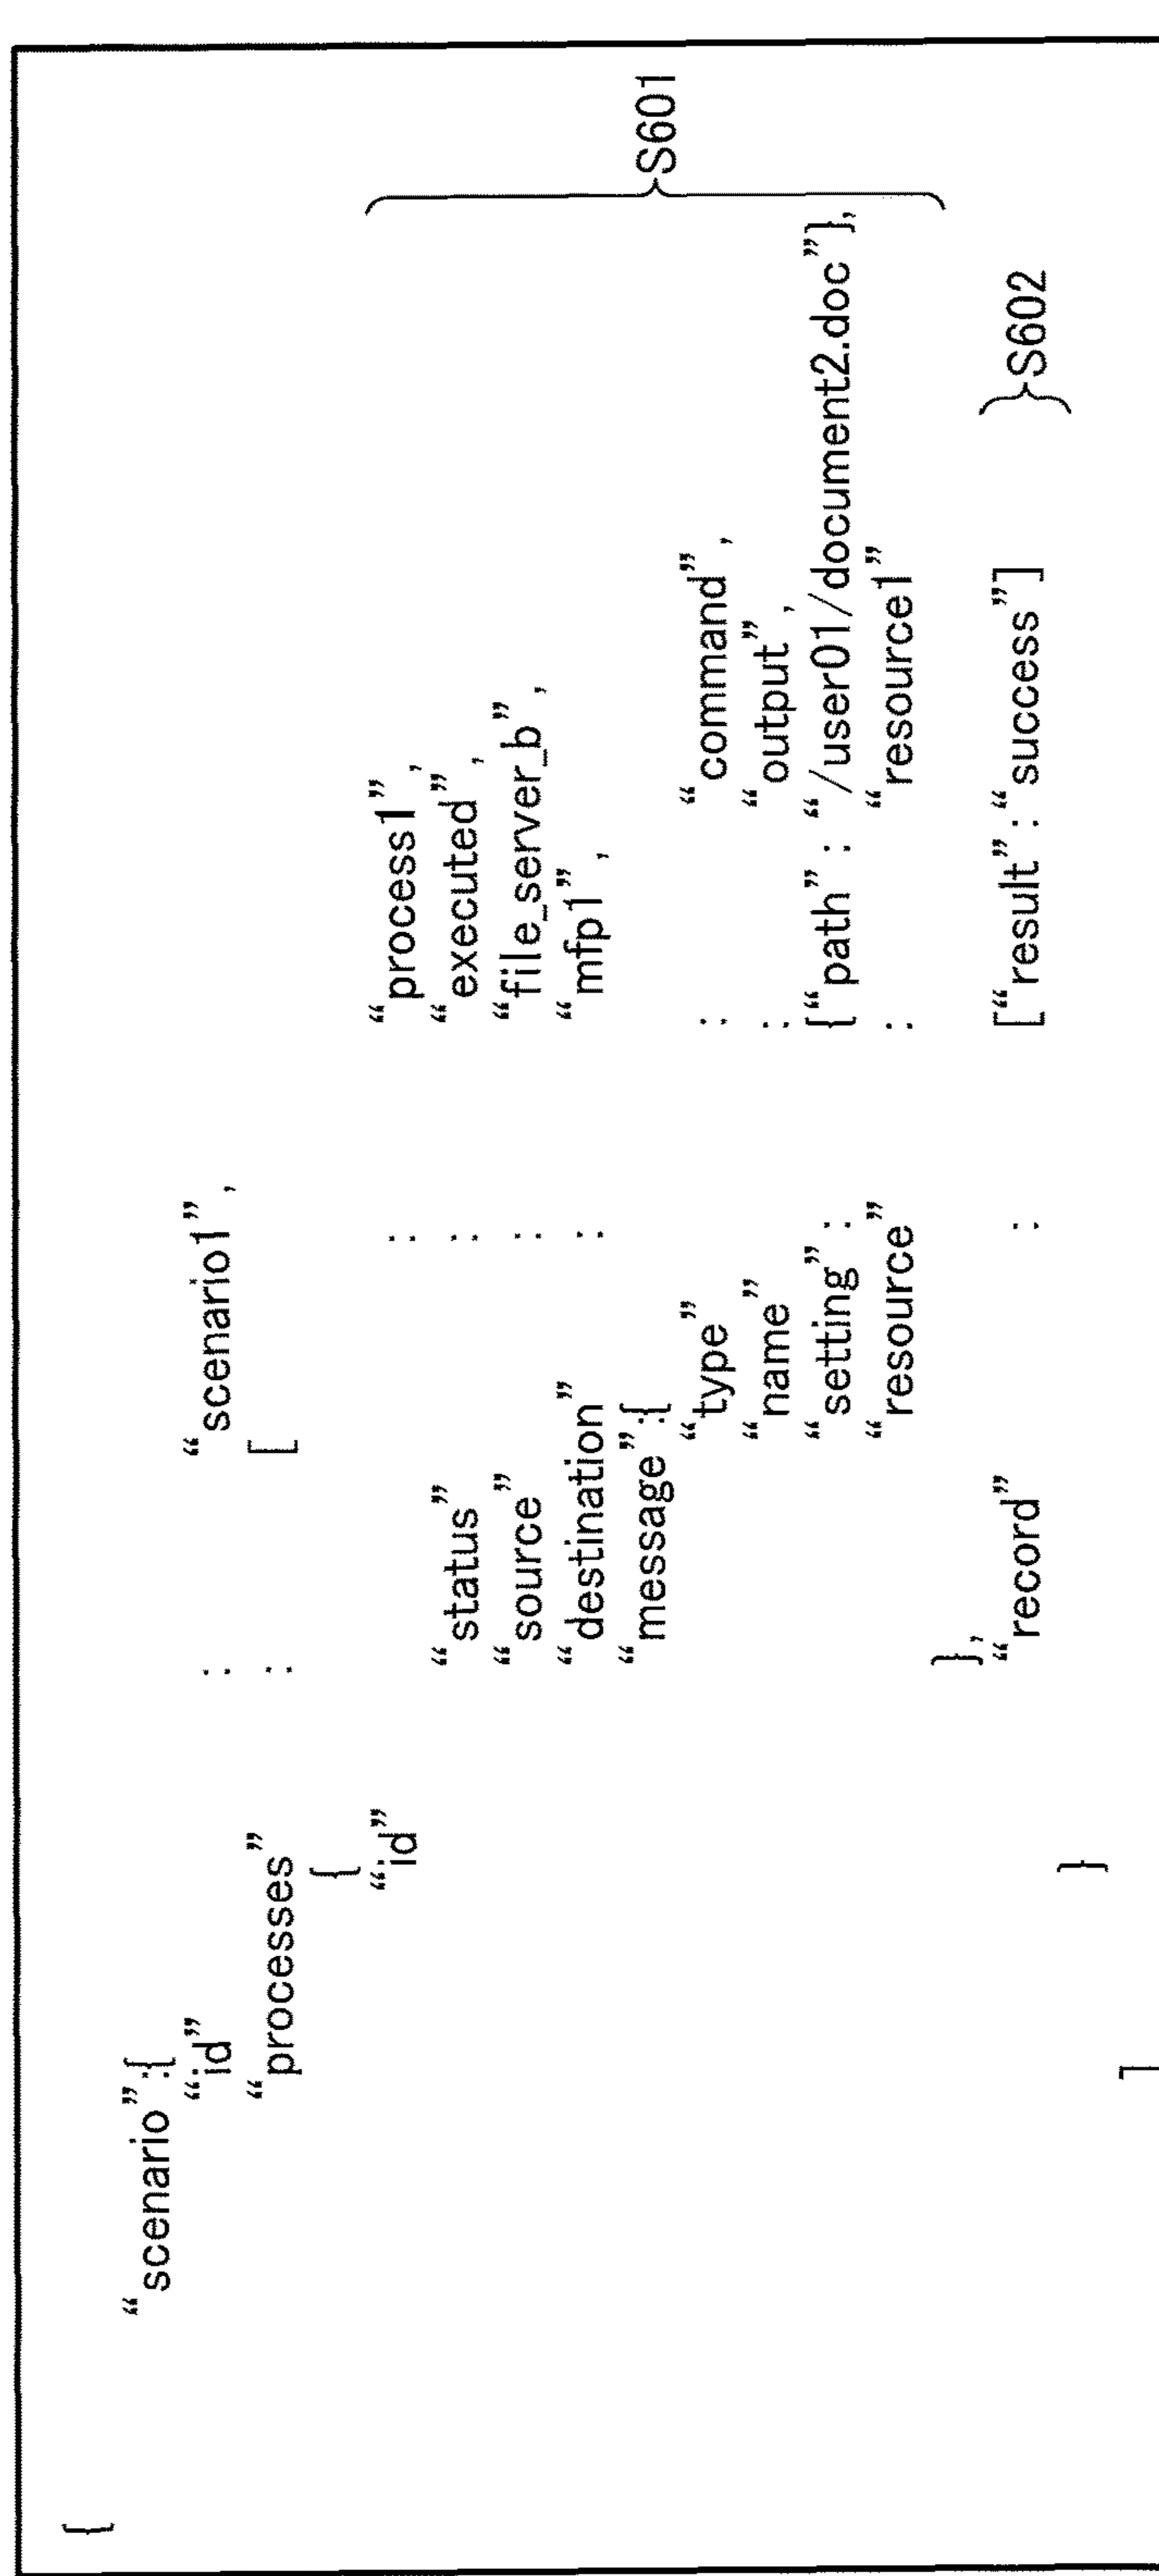 {
“scenario”:{
“id” : “scenario1”,
“processes” : [
{
“id” : “process1”,
“status” : “executed”,
“source” : “file_server_b”,
“destination” : “mfp1”,
“message”:{
“type” : “command”,
“name” : “output”,
“setting” : {“path” : “/user01/document2.doc”},
“resource” : “resource1”
},
“record” : [“result” : “success”]
}
]
S601
S602